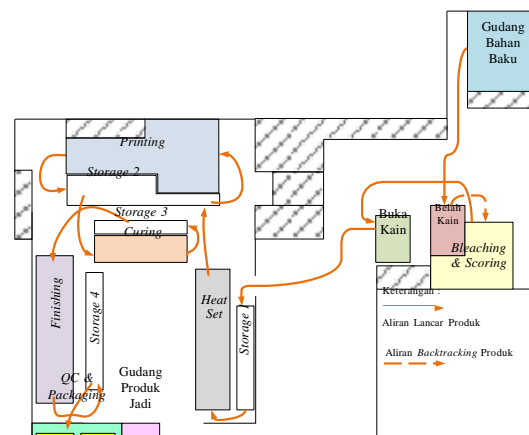 Gudang
Bahan
Baku
Printing
Storage 2
Storage 3
Curing
Buka
Kain
Belah
Kain
Bleaching
& Scoring
Finishing
Storage 4
Heat
Set
Storage 1
Keterangan :
Aliran Lancar Produk
Aliran Backtracking Produk
QC &
Packaging
Gudang
Produk
Jadi